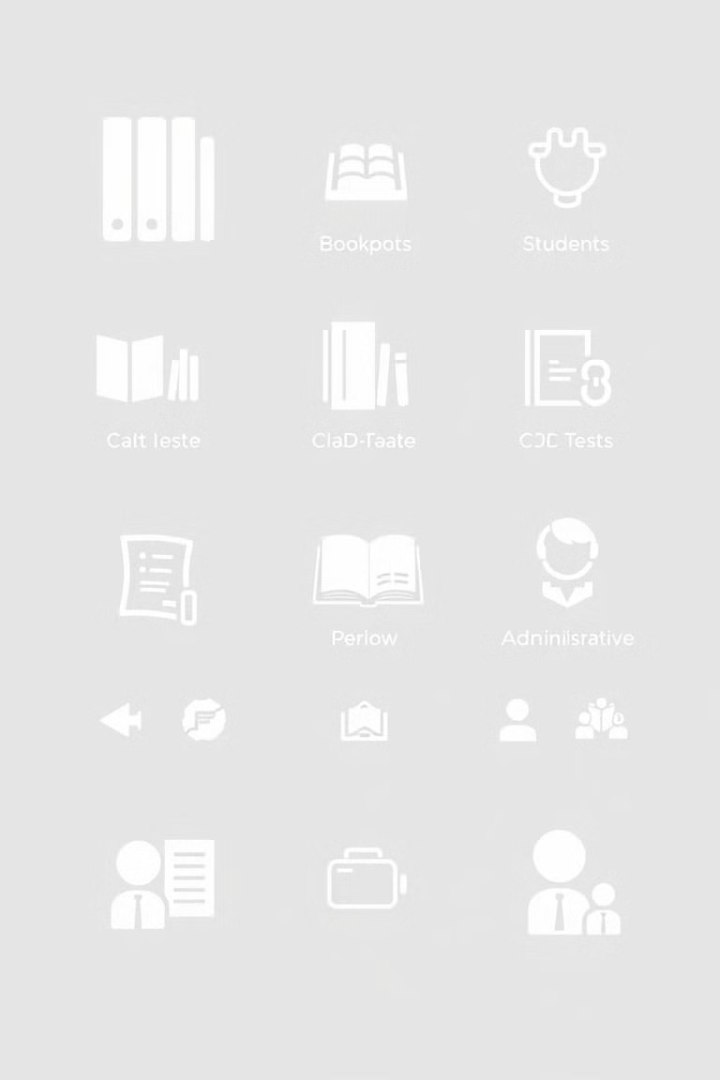 Bookpots
Students
Calt leste
ClaD-Taate
CJC Tests
Perlow
Adninilsrative